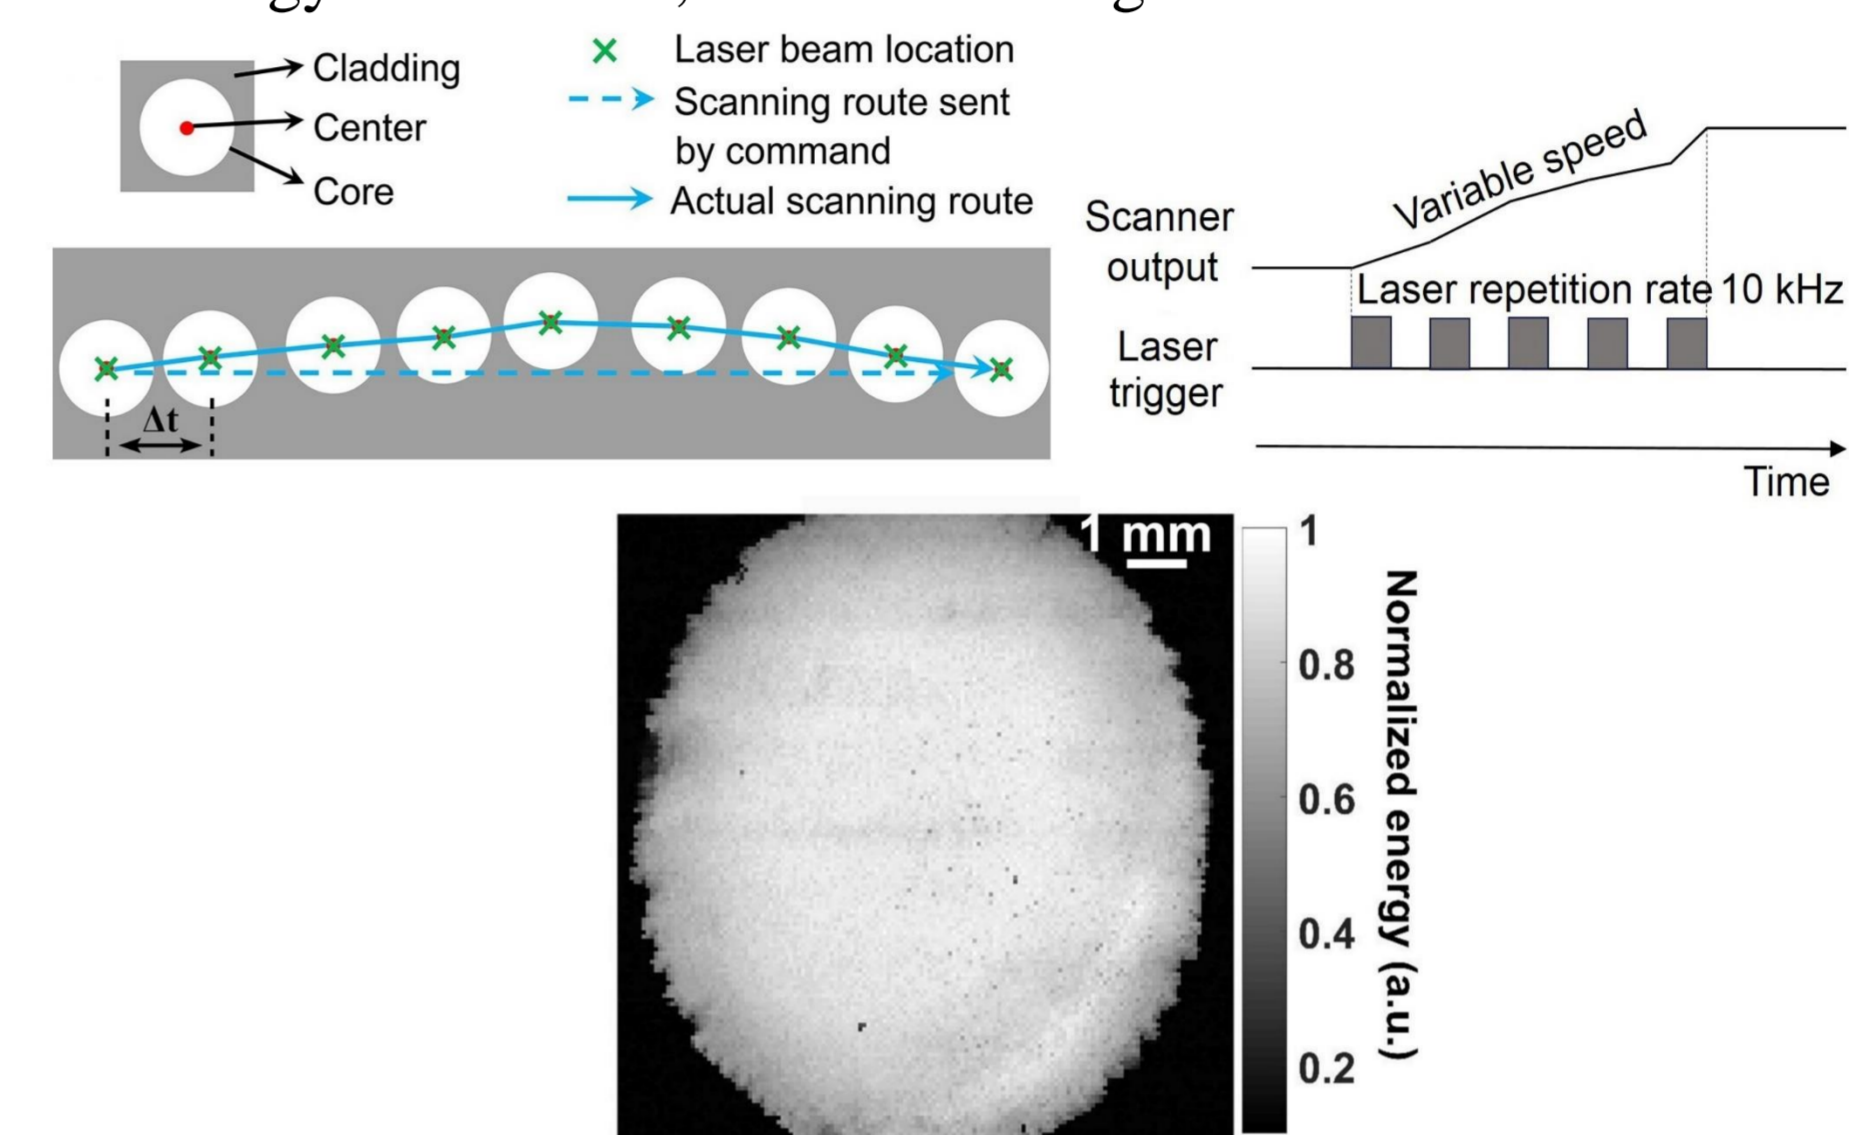 Cladding
Center
Core
Laser beam location
Scanning route sent
by command
Actual scanning route
Δt
Variable speed
Scanner
output
Laser repetition rate 10 kHz
Laser
trigger
Time
1 mm
1
0.8
0.6
0.4
0.2
Normalized energy (a.u.)